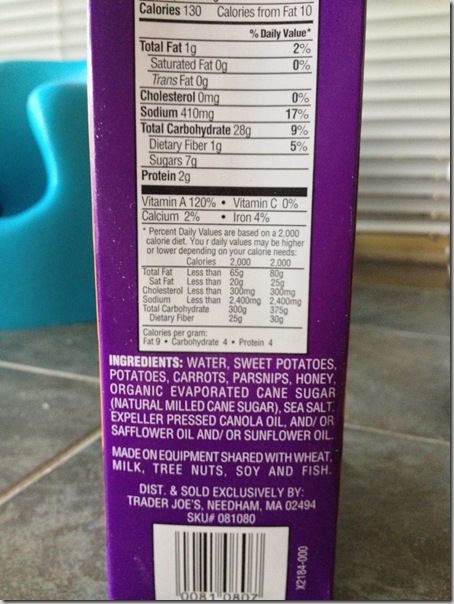 Calories 130 Calories from Fat 10
% Daily Value*
Total Fat 1g 2%
Saturated Fat 0g 0%
Trans Fat 0g
Cholesterol 0mg 0%
Sodium 410mg 17%
Total Carbohydrate 28g 9%
Dietary Fiber 1g 5%
Sugars 7g
Protein 2g
Vitamin A 120% • Vitamin C 0%
Calcium 2% • Iron 4%
* Percent Daily Values are based on a 2,000
calorie diet. You r daily values may be higher
or lower depending on your calorie needs:
Calories 2,000 2,000
Total Fat Less than 65g 80g
Sat Fat Less than 20g 25g
Cholesterol Less than 300mg 300mg
Sodium Less than 2,400mg 2,400mg
Total Carbohydrate 300g 375g
Dietary Fiber 25g 30g
Calories per gram:
Fat 9 • Carbohydrate 4 • Protein 4
INGREDIENTS: WATER, SWEET POTATOES,
POTATOES, CARROTS, PARSNIPS, HONEY,
ORGANIC EVAPORATED CANE SUGAR
(NATURAL MILLED CANE SUGAR), SEA SALT,
EXPELLER PRESSED CANOLA OIL, AND/ OR
SAFFLOWER OIL AND/ OR SUNFLOWER OIL.
MADE ON EQUIPMENT SHARED WITH WHEAT,
MILK, TREE NUTS, SOY AND FISH.
DIST. & SOLD EXCLUSIVELY BY:
TRADER JOE'S, NEEDHAM, MA 02494
SKU# 081080
X2184-000
0081 0807